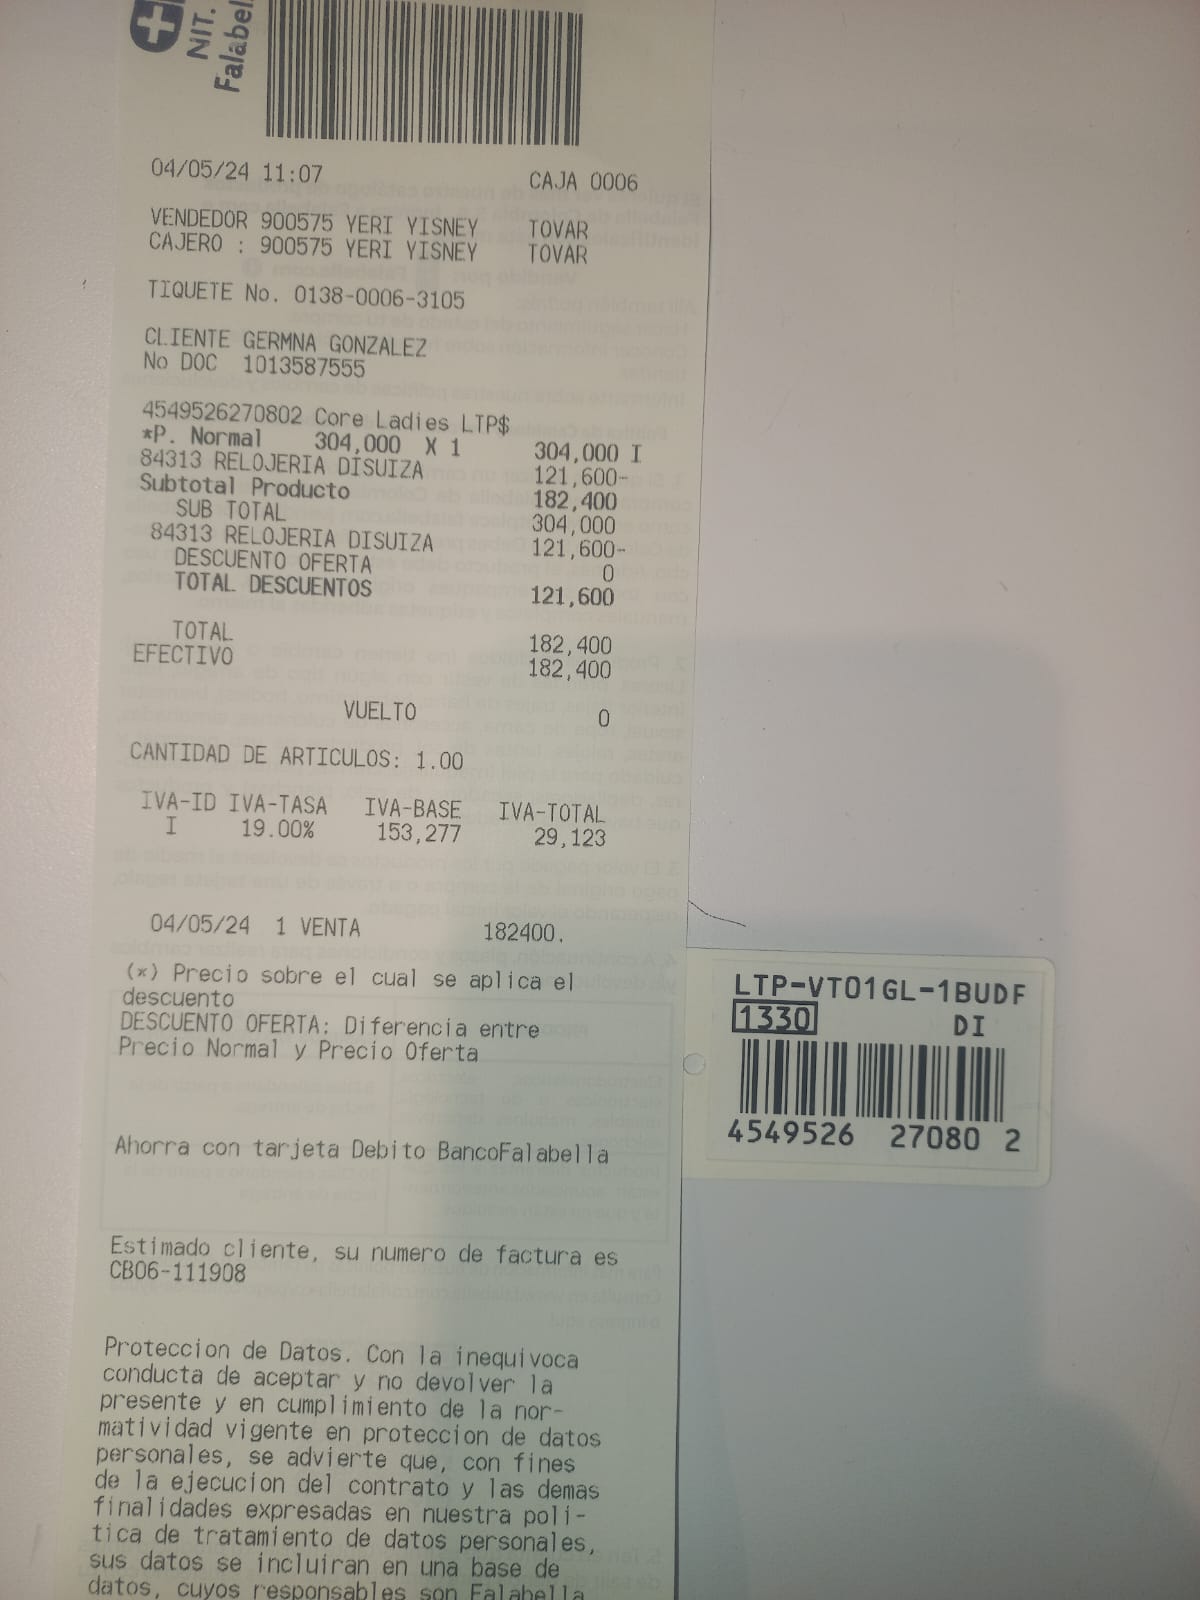 NIT.
Falabel
04/05/24 11:07 CAJA 0006
VENDEDOR 900575 YERI YISNEY TOVAR
CAJERO : 900575 YERI YISNEY TOVAR
TIQUETE No. 0138-0006-3105
CLIENTE GERMNA GONZALEZ
No DOC 1013587555
4549526270802 Core Ladies LTP$
*P. Normal 304,000 X 1 304,000 I
84313 RELOJERIA DISUIZA 121,600-
Subtotal Producto 182,400
SUB TOTAL 304,000
84313 RELOJERIA DISUIZA 121,600-
DESCUENTO OFERTA 0
TOTAL DESCUENTOS 121,600
TOTAL 182,400
EFECTIVO 182,400
VUELTO 0
CANTIDAD DE ARTICULOS: 1.00
IVA-ID IVA-TASA IVA-BASE IVA-TOTAL
I 19.00% 153,277 29,123
04/05/24 1 VENTA 182400.
(*) Precio sobre el cual se aplica el
descuento
DESCUENTO OFERTA: Diferencia entre
Precio Normal y Precio Oferta
Ahorra con tarjeta Debito BancoFalabella
Estimado cliente, su numero de factura es
CB06-111908
Proteccion de Datos. Con la inequivoca
conducta de aceptar y no devolver la
presente y en cumplimiento de la nor-
matividad vigente en proteccion de datos
personales, se advierte que, con fines
de la ejecucion del contrato y las demas
finalidades expresadas en nuestra poli-
tica de tratamiento de datos personales,
sus datos se incluiran en una base de
datos, cuyos responsables son Falabella
LTP-VT01GL-1BUDF
1330 DI
4549526 27080 2